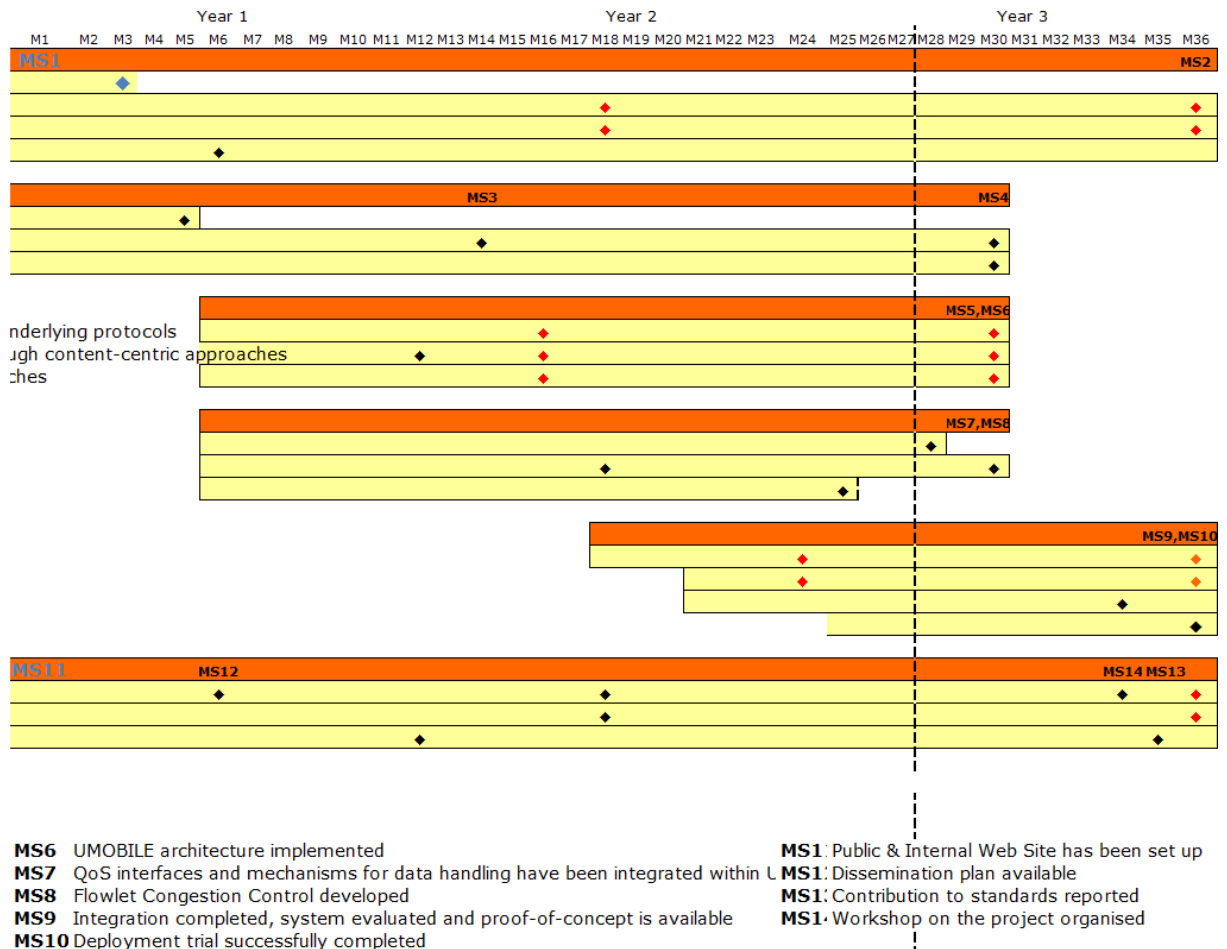 Year 1 Year 2 Year 3
M1 M2 M3 M4 M5 M6 M7 M8 M9 M10 M11 M12 M13 M14 M15 M16 M17 M18 M19 M20 M21 M22 M23 M24 M25 M26 M27 M28 M29 M30 M31 M32 M33 M34 M35 M36
MS1 MS2
MS3 MS4
MS5,MS6
nderlying protocols
ugh content-centric approaches
ches
MS7,MS8
MS9,MS10
MS11 MS12 MS14 MS13
MS6 UMOBILE architecture implemented MS1 Public & Internal Web Site has been set up
MS7 QoS interfaces and mechanisms for data handling have been integrated within U MS1 Dissemination plan available
MS8 Flowlet Congestion Control developed MS1 Contribution to standards reported
MS9 Integration completed, system evaluated and proof-of-concept is available MS1 Workshop on the project organised
MS10 Deployment trial successfully completed